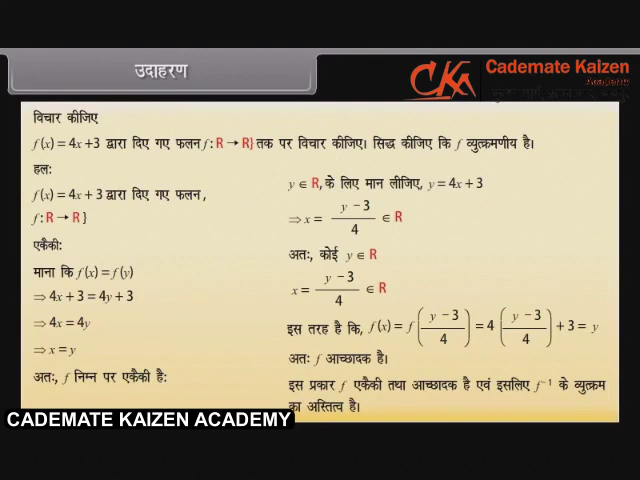 उदाहरण
CKA
Cademate Kaizen
Academy
विचार कीजिए
f(x) = 4x+3 द्वारा दिए गए फलन f: R → R} तक पर विचार कीजिए। सिद्ध कीजिए कि f व्युत्क्रमणीय है।
हल:
f(x) = 4x + 3 द्वारा दिए गए फलन,
f: R → R }
एकैकी:
माना कि f(x) = f(y)
⇒ 4x + 3 = 4y + 3
⇒ 4x = 4y
⇒ x = y
अतः, f निम्न पर एकैकी है:
y ∈ R, के लिए मान लीजिए, y = 4x + 3
⇒ x = (y − 3)/4 ∈ R
अतः, कोई y ∈ R
x = (y − 3)/4 ∈ R
इस तरह है कि, f(x) = f((y − 3)/4) = 4((y − 3)/4) + 3 = y
अतः f आच्छादक है।
इस प्रकार f एकैकी तथा आच्छादक है एवं इसलिए f⁻¹ के व्युत्क्रम
का अस्तित्व है।
CADEMATE KAIZEN ACADEMY